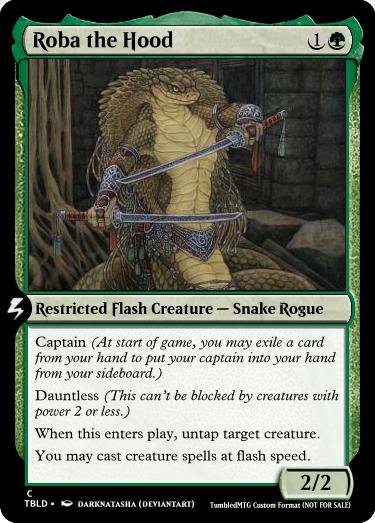 Roba the Hood 1
Restricted Flash Creature — Snake Rogue
Captain (At start of game, you may exile a card
from your hand to put your captain into your hand
from your sideboard.)
Dauntless (This can't be blocked by creatures with
power 2 or less.)
When this enters play, untap target creature.
You may cast creature spells at flash speed.
2/2
C
TBLD • DARKNATASHA (DEVIANTART) TumbledMTG Custom Format (NOT FOR SALE)